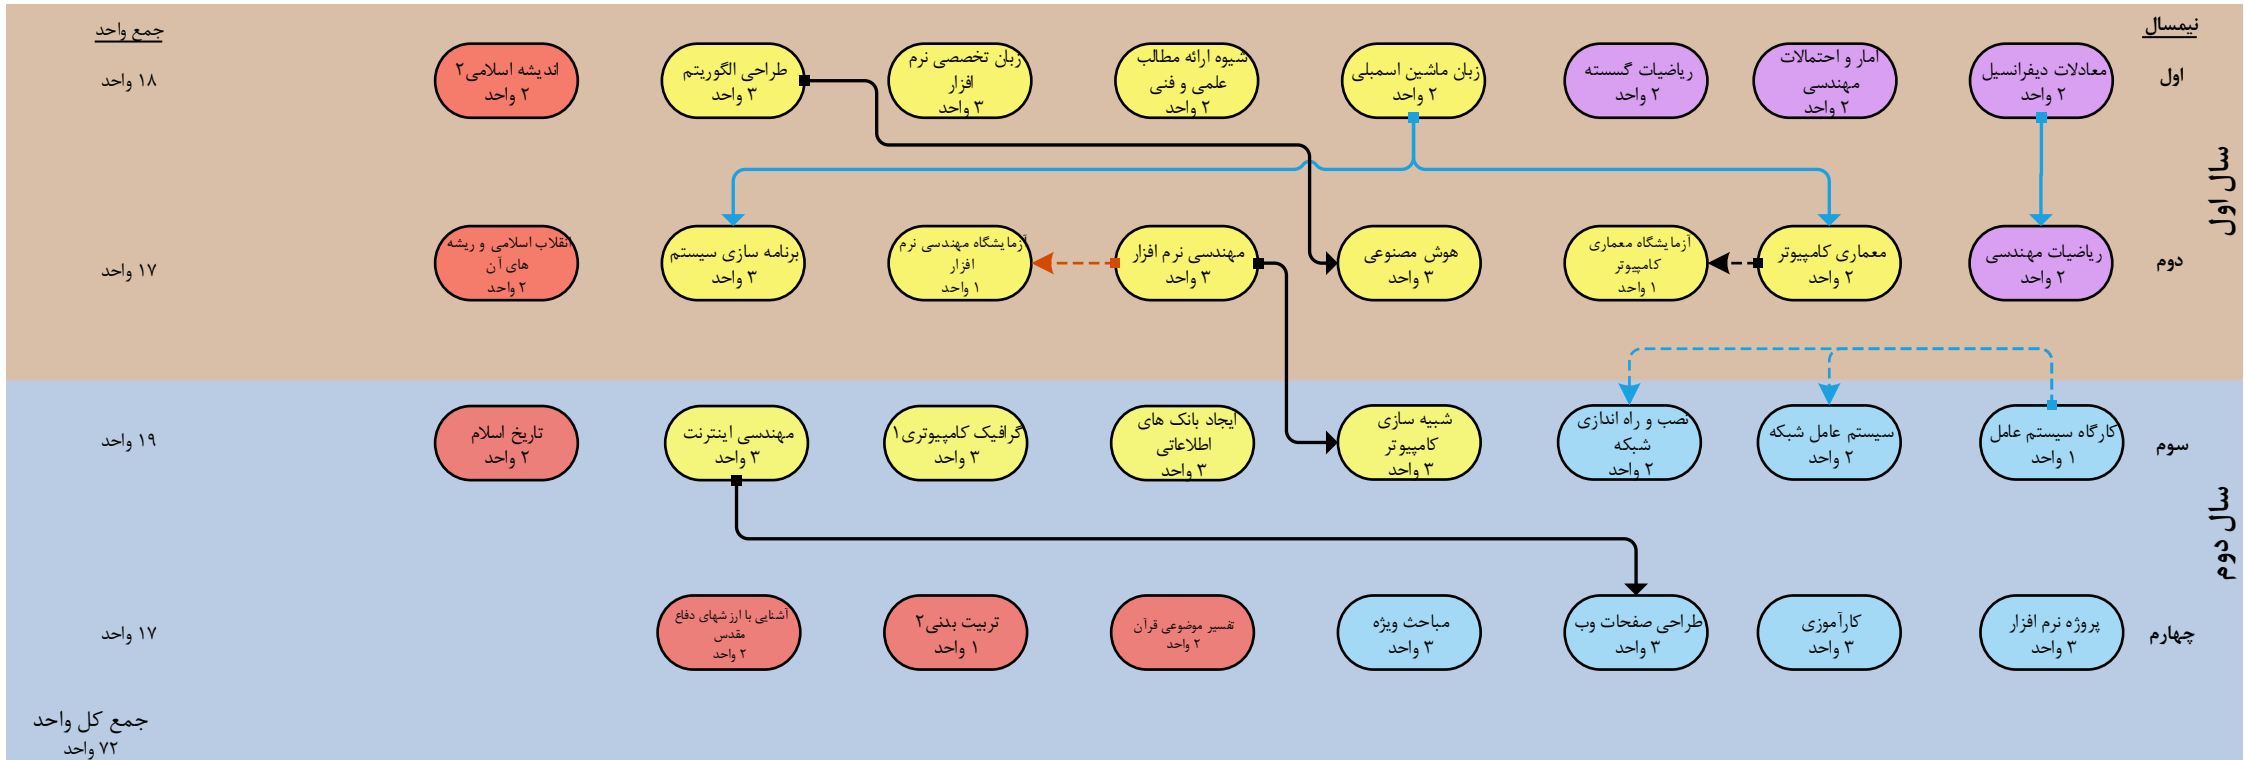 نیمسال
جمع واحد
سال اول
اول
معادلات دیفرانسیل
۲ واحد
آمار و احتمالات
مهندسی
۲ واحد
ریاضیات گسسته
۲ واحد
زبان ماشین اسمبلی
۲ واحد
شیوه ارائه مطالب
علمی و فنی
۲ واحد
زبان تخصصی نرم
افزار
۳ واحد
طراحی الگوریتم
۳ واحد
اندیشه اسلامی۲
۲ واحد
۱۸ واحد
دوم
ریاضیات مهندسی
۲ واحد
معماری کامپیوتر
۲ واحد
آزمایشگاه معماری
کامپیوتر
۱ واحد
هوش مصنوعی
۳ واحد
مهندسی نرم افزار
۳ واحد
آزمایشگاه مهندسی نرم
افزار
۱ واحد
برنامه سازی سیستم
۳ واحد
انقلاب اسلامی و ریشه
های آن
۲ واحد
۱۷ واحد
سال دوم
سوم
کارگاه سیستم عامل
۱ واحد
سیستم عامل شبکه
۲ واحد
نصب و راه اندازی
شبکه
۲ واحد
شبیه سازی
کامپیوتر
۳ واحد
ایجاد بانک های
اطلاعاتی
۳ واحد
گرافیک کامپیوتری۱
۳ واحد
مهندسی اینترنت
۳ واحد
تاریخ اسلام
۲ واحد
۱۹ واحد
چهارم
پروژه نرم افزار
۳ واحد
کارآموزی
۳ واحد
طراحی صفحات وب
۳ واحد
مباحث ویژه
۳ واحد
تفسیر موضوعی قرآن
۲ واحد
تربیت بدنی۲
۱ واحد
آشنایی با ارزشهای دفاع
مقدس
۲ واحد
۱۷ واحد
جمع کل واحد
۷۲ واحد